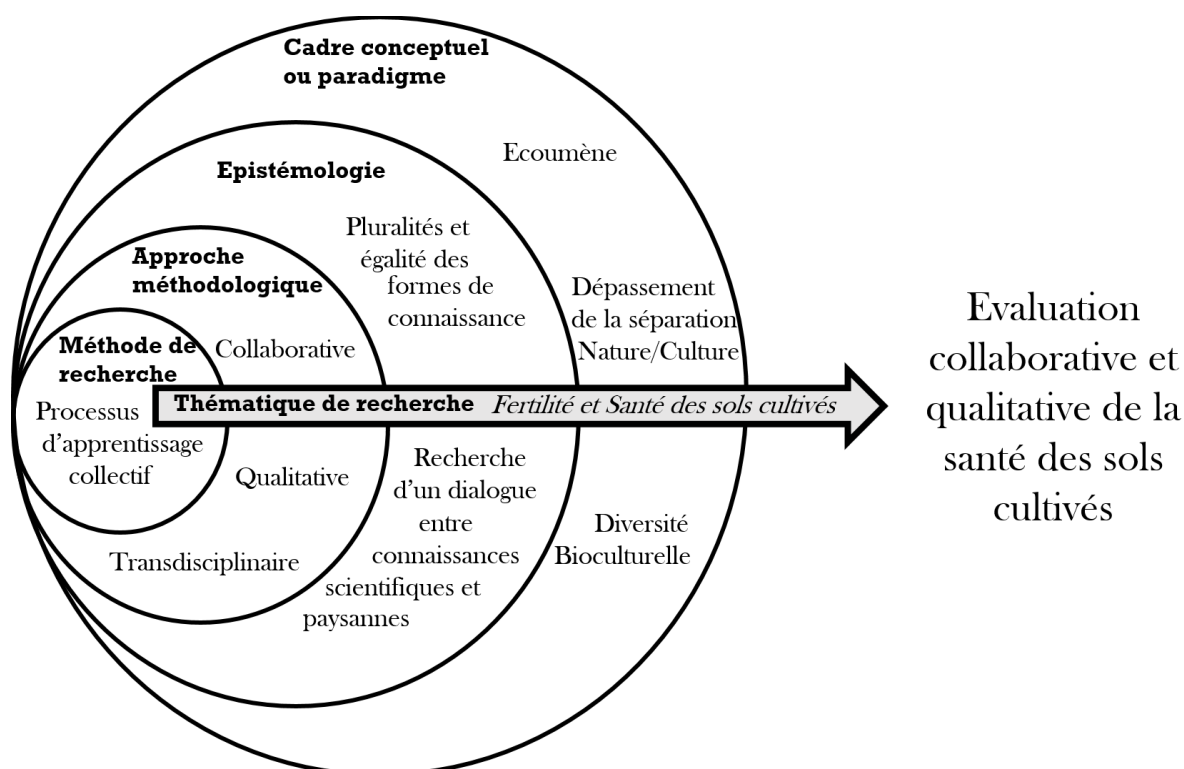 Cadre conceptuel
ou paradigme
Ecoumène
Dépassement
de la séparation
Nature/Culture
Diversité
Bioculturelle
Epistémologie
Pluralités et
égalité des
formes de
connaissance
Recherche
d'un dialogue
entre
connaissances
scientifiques et
paysannes
Approche
méthodologique
Collaborative
Qualitative
Transdisciplinaire
Méthode de
recherche
Processus
d'apprentissage
collectif
Thématique de recherche Fertilité et Santé des sols cultivés
Evaluation
collaborative et
qualitative de la
santé des sols
cultivés